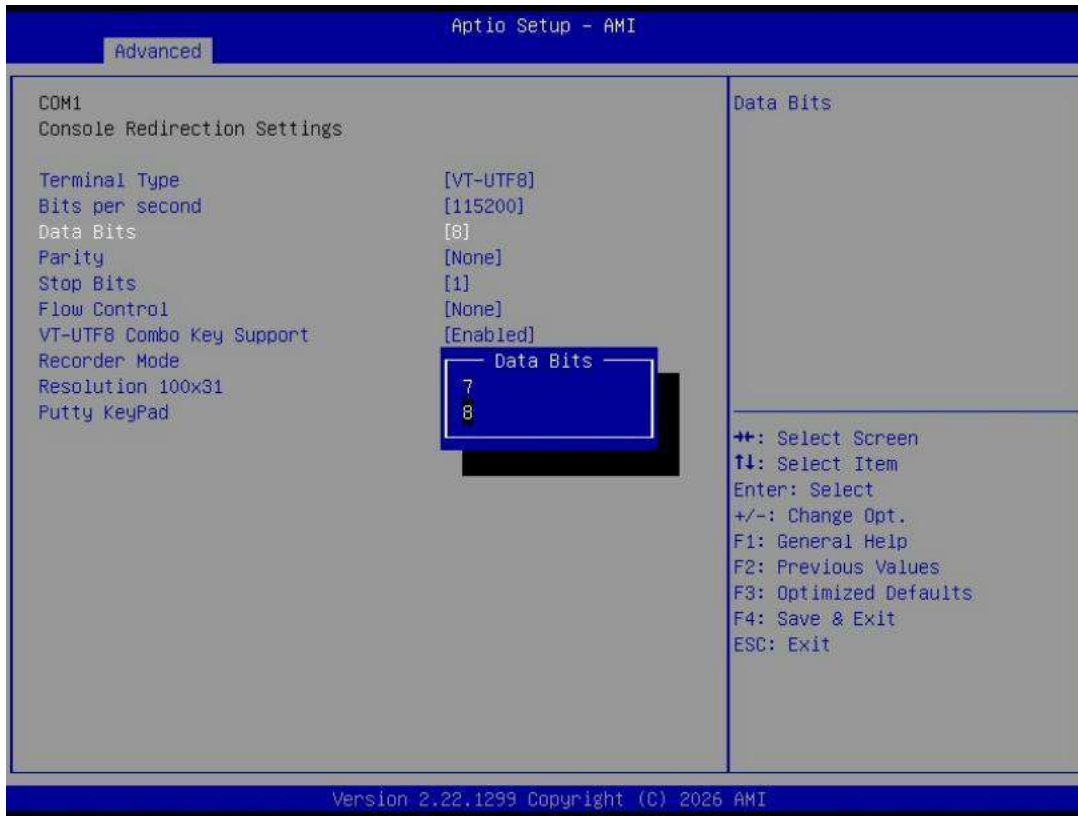 Aptio Setup – AMI
Advanced
COM1
Console Redirection Settings
Terminal Type [VT-UTF8]
Bits per second [115200]
Data Bits [8]
Parity [None]
Stop Bits [1]
Flow Control [None]
VT-UTF8 Combo Key Support [Enabled]
Recorder Mode
Resolution 100x31
Putty KeyPad
Data Bits
7
8
Data Bits
→←: Select Screen
↑↓: Select Item
Enter: Select
+/-: Change Opt.
F1: General Help
F2: Previous Values
F3: Optimized Defaults
F4: Save & Exit
ESC: Exit
Version 2.22.1299 Copyright (C) 2026 AMI